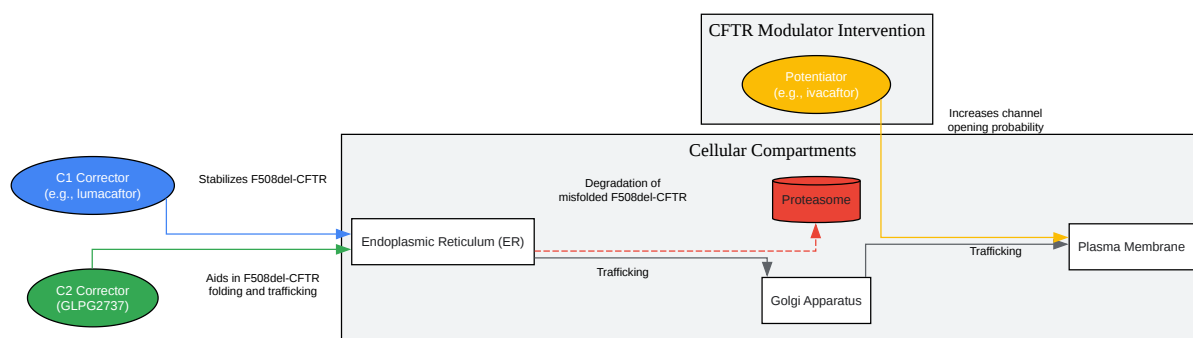 CFTR Modulator Intervention
Potentiator
(e.g., ivacaftor)
Increases channel
opening probability
Cellular Compartments
C1 Corrector
(e.g., lumacaftor)
Stabilizes F508del-CFTR
Degradation of
misfolded F508del-CFTR
Proteasome
Endoplasmic Reticulum (ER)
Plasma Membrane
Trafficking
Trafficking
Aids in F508del-CFTR
folding and trafficking
C2 Corrector
(GLPG2737)
Golgi Apparatus